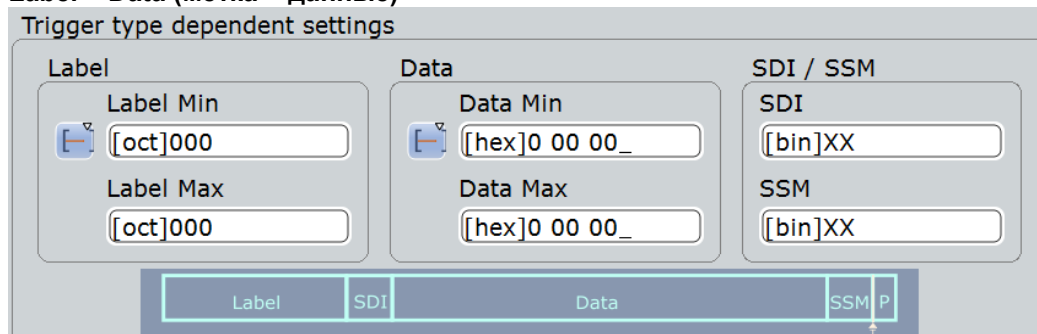 Label + Data (метка + данные)
Trigger type dependent settings
Label
Label Min
[oct]000
Label Max
[oct]000
Data
Data Min
[hex]0 00 00_
Data Max
[hex]0 00 00_
SDI / SSM
SDI
[bin]XX
SSM
[bin]XX
Label SDI Data SSM P